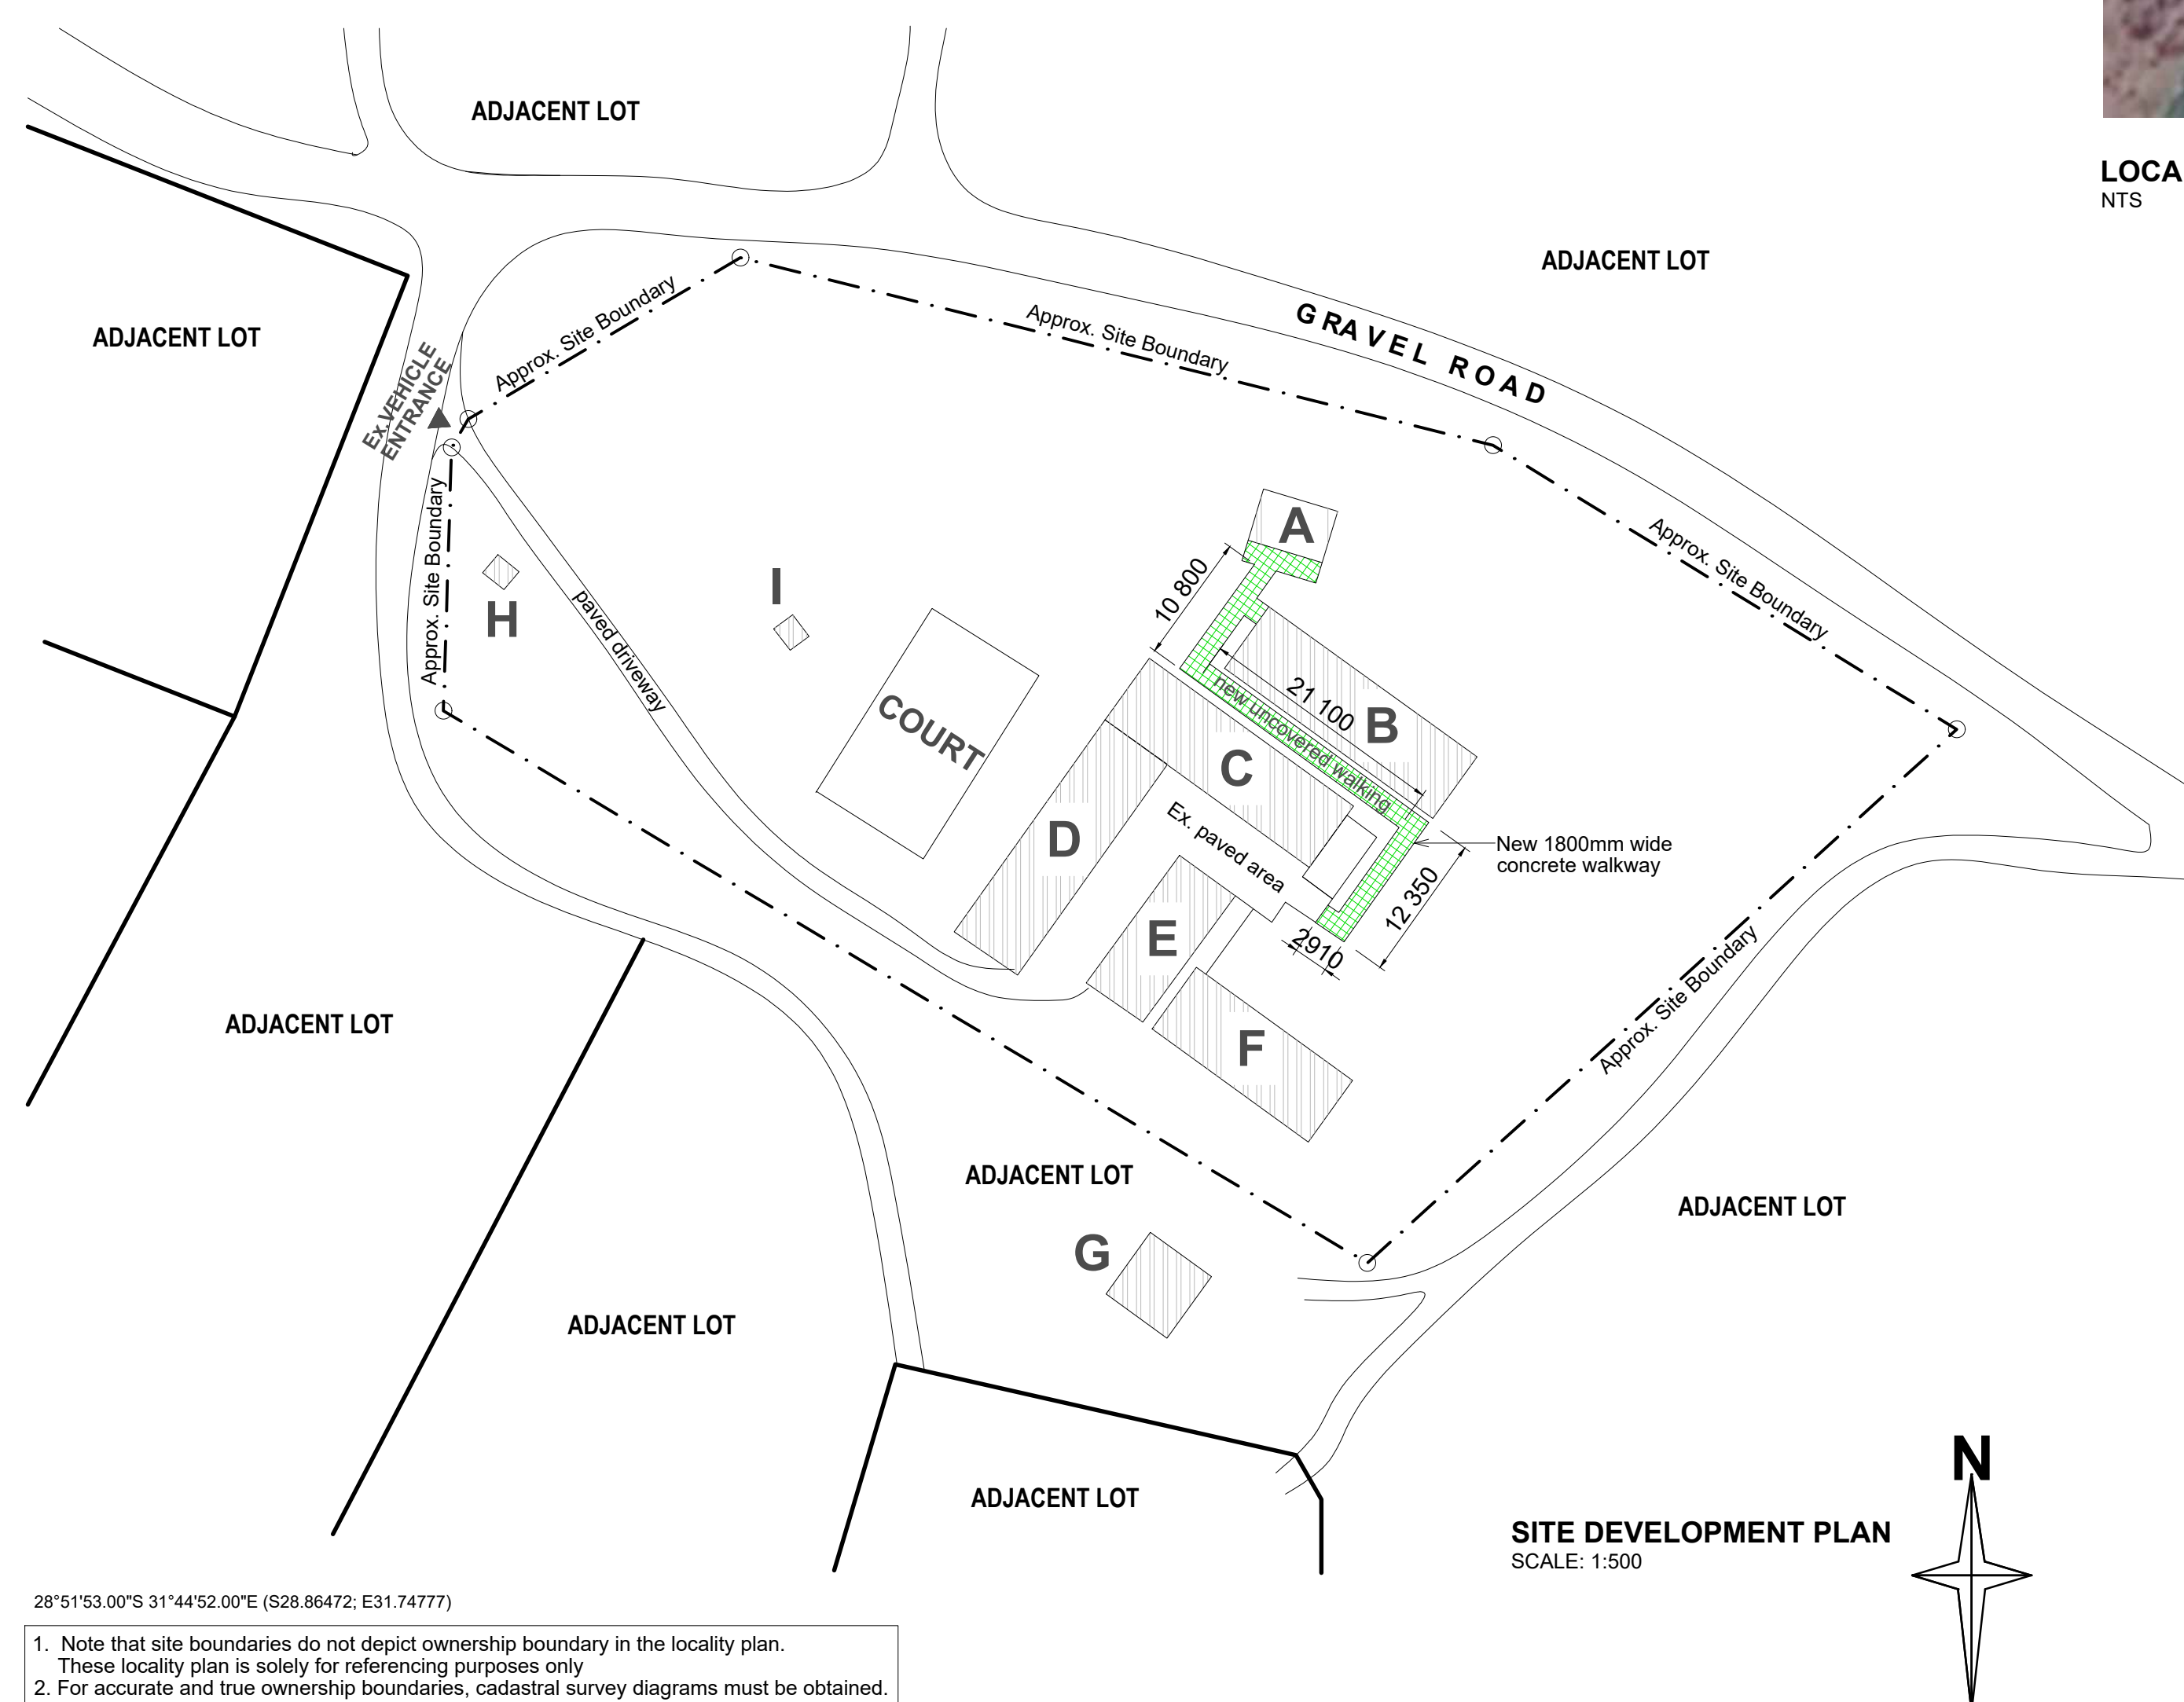 ADJACENT LOT
LOCA
NTS
ADJACENT LOT
GRAVEL ROAD
ADJACENT LOT
Approx. Site Boundary
Approx. Site Boundary
Ex.VEHICLE
ENTRANCE
Approx. Site Boundary
Approx. Site Boundary
A
10 800
I
H
paved driveway
COURT
21 100
B
new uncovered walking
C
D
Ex. paved area
New 1800mm wide
concrete walkway
12 350
2910
E
F
Approx. Site Boundary
ADJACENT LOT
ADJACENT LOT
ADJACENT LOT
G
ADJACENT LOT
ADJACENT LOT
N
SITE DEVELOPMENT PLAN
SCALE: 1:500
28°51'53.00"S 31°44'52.00"E (S28.86472; E31.74777)
1. Note that site boundaries do not depict ownership boundary in the locality plan.
These locality plan is solely for referencing purposes only
2. For accurate and true ownership boundaries, cadastral survey diagrams must be obtained.